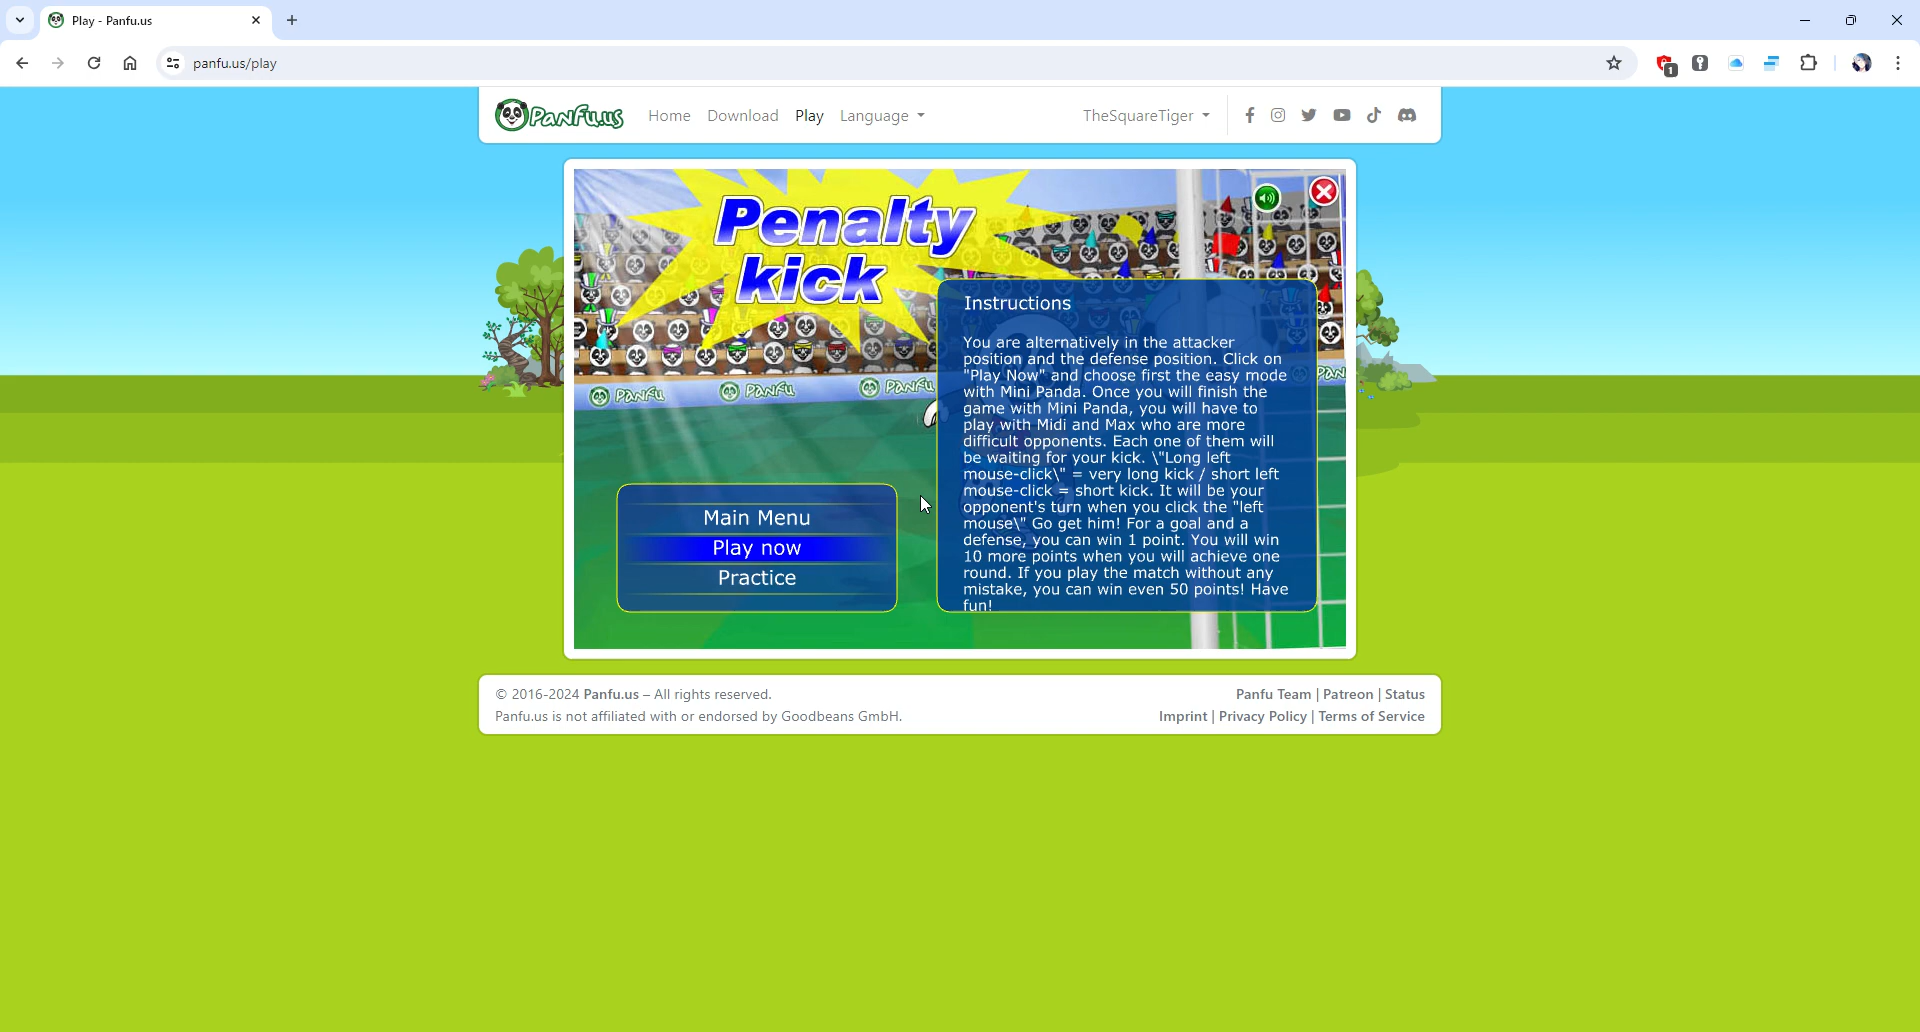 Play - Panfu.us
panfu.us/play
1
PANFU.US
Home
Download
Play
Language
TheSquareTiger
Penalty
kick
PANFU
PANFU
PANFU
PAN
Instructions
You are alternatively in the attacker
position and the defense position. Click on
"Play Now" and choose first the easy mode
with Mini Panda. Once you will finish the
game with Mini Panda, you will have to
play with Midi and Max who are more
difficult opponents. Each one of them will
be waiting for your kick. \"Long left
mouse-click\" = very long kick / short left
mouse-click = short kick. It will be your
opponent's turn when you click the "left
mouse\" Go get him! For a goal and a
defense, you can win 1 point. You will win
10 more points when you will achieve one
round. If you play the match without any
mistake, you can win even 50 points! Have
fun!
Main Menu
Play now
Practice
© 2016-2024 Panfu.us – All rights reserved.
Panfu.us is not affiliated with or endorsed by Goodbeans GmbH.
Panfu Team | Patreon | Status
Imprint | Privacy Policy | Terms of Service